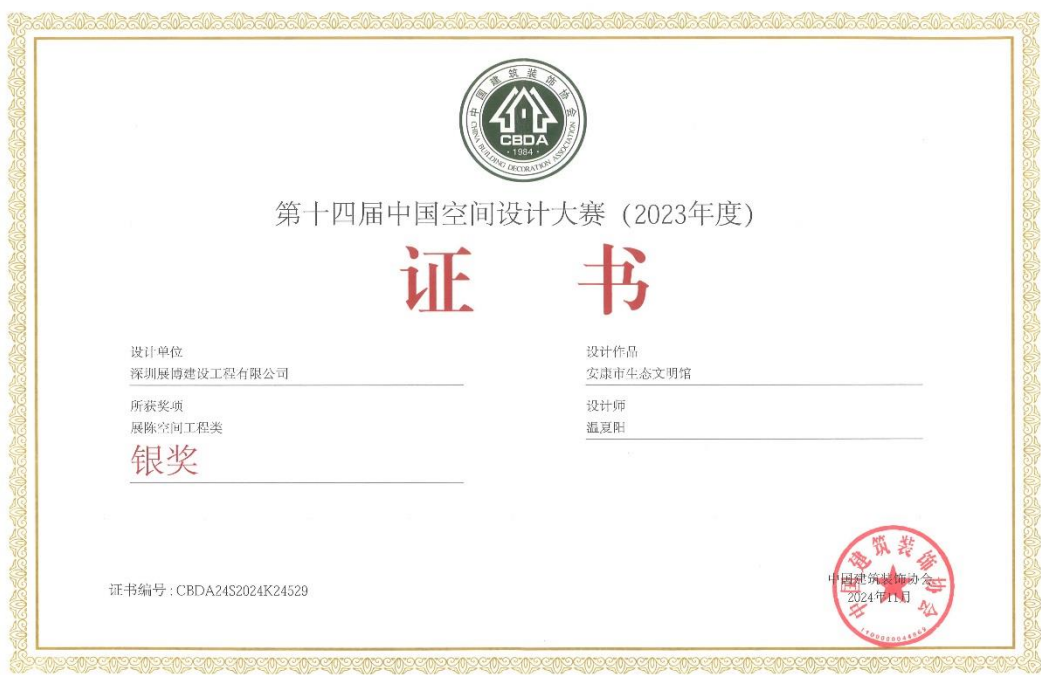 中国建筑装饰协会
CBDA
·1984·
CHINA BUILDING DECORATION ASSOCIATION
第十四届中国空间设计大赛（2023年度）
证 书
设计单位
深圳展博建设工程有限公司
设计作品
安康市生态文明馆
所获奖项
展陈空间工程类
银奖
设计师
温夏阳
证书编号：CBDA24S2024K24529
中国建筑装饰协会
2024年11月
中国建筑装饰协会